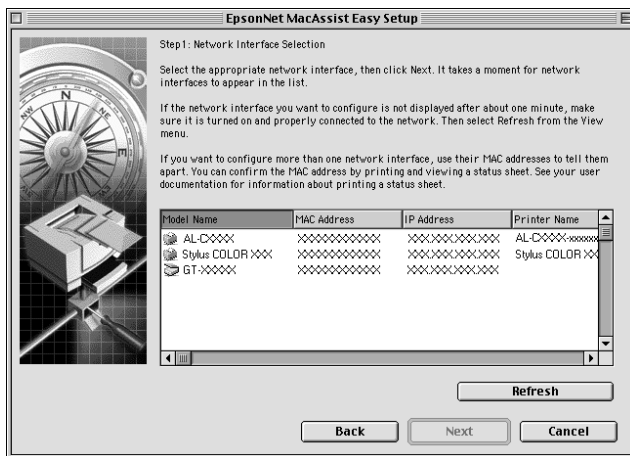 EpsonNet MacAssist Easy Setup
Step1: Network Interface Selection
Select the appropriate network interface, then click Next. It takes a moment for network
interfaces to appear in the list.
If the network interface you want to configure is not displayed after about one minute, make
sure it is turned on and properly connected to the network. Then select Refresh from the View
menu.
If you want to configure more than one network interface, use their MAC addresses to tell them
apart. You can confirm the MAC address by printing and viewing a status sheet. See your user
documentation for information about printing a status sheet.
Model Name MAC Address IP Address Printer Name
AL-CXXXX XXXXXXXXXXXX XXX.XXX.XXX.XXX AL-CXXXX-xxxxxx
Stylus COLOR XXX XXXXXXXXXXXX XXX.XXX.XXX.XXX Stylus COLOR XX
GT-XXXXX XXXXXXXXXXXX XXX.XXX.XXX.XXX
Refresh
Back Next Cancel
N
NE
E
NW
W